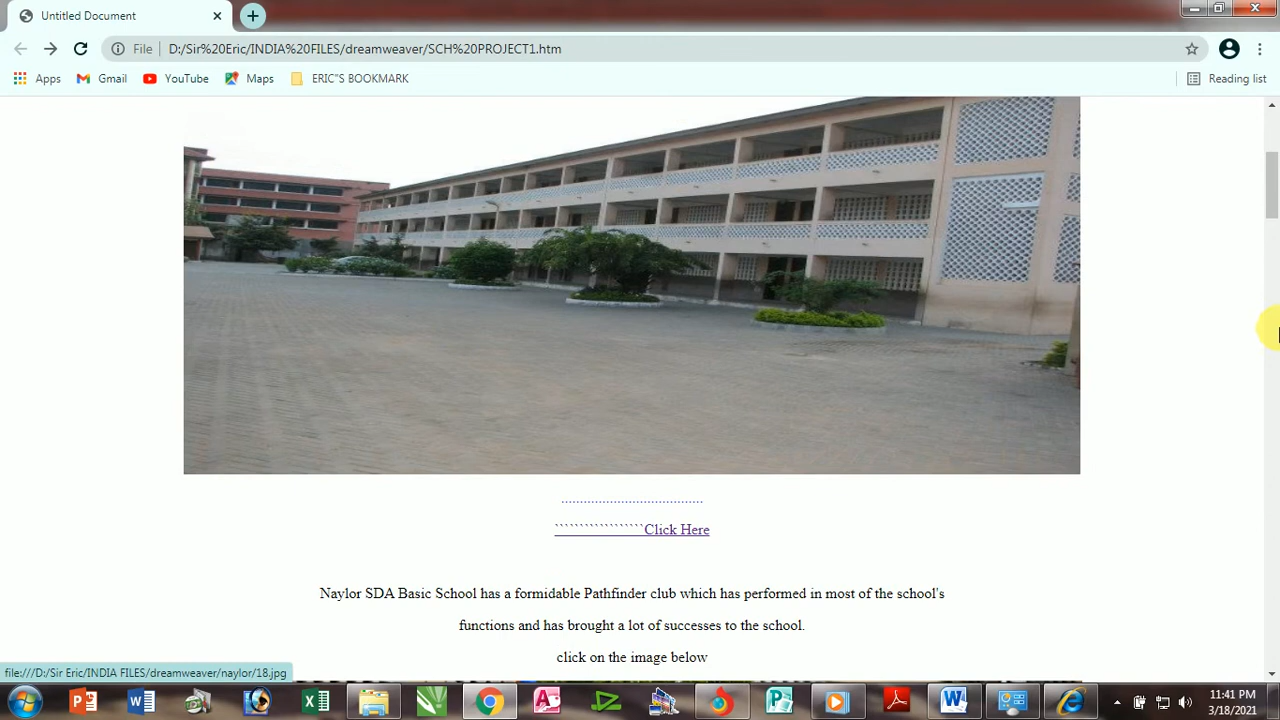 Untitled Document
File
D:/Sir%20Eric/INDIA%20FILES/dreamweaver/SCH%20PROJECT1.htm
Apps
Gmail
YouTube
Maps
ERIC"S BOOKMARK
Reading list
......................................
``````````````````Click Here
Naylor SDA Basic School has a formidable Pathfinder club which has performed in most of the school's
functions and has brought a lot of successes to the school.
click on the image below
file:///D:/Sir Eric/INDIA FILES/dreamweaver/naylor/18.jpg
11:41 PM
3/18/2021